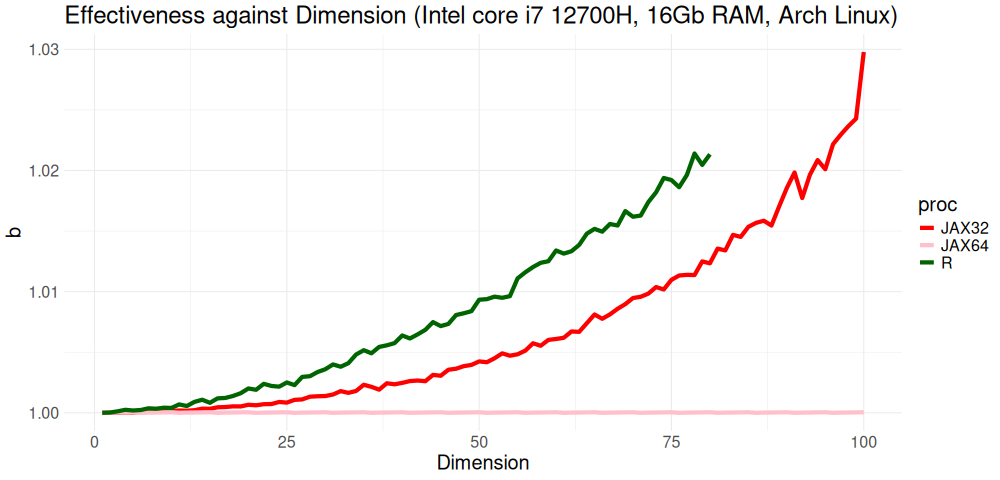 Effectiveness against Dimension (Intel core i7 12700H, 16Gb RAM, Arch Linux)
1.03
1.02
1.01
1.00
b
0 25 50 75 100
Dimension
proc
JAX32
JAX64
R